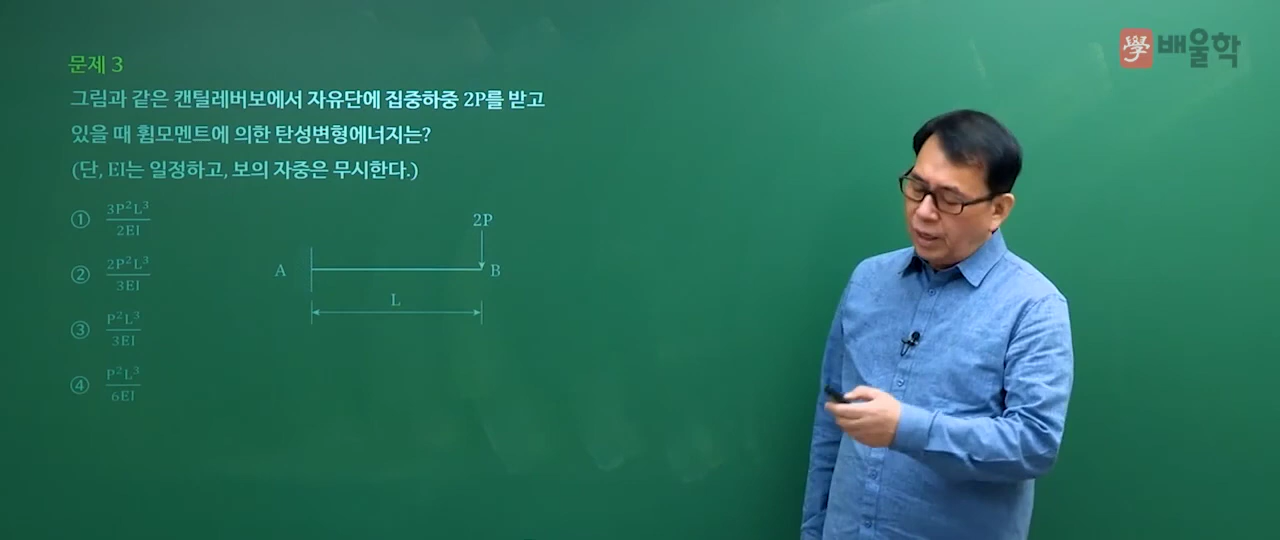 學 배울학
문제 3
그림과 같은 캔틸레버보에서 자유단에 집중하중 2P를 받고
있을 때 휨모멘트에 의한 탄성변형에너지는?
(단, EI는 일정하고, 보의 자중은 무시한다.)
① 3P²L³/2EI
② 2P²L³/3EI
③ P²L³/3EI
④ P²L³/6EI
2P
A B
L